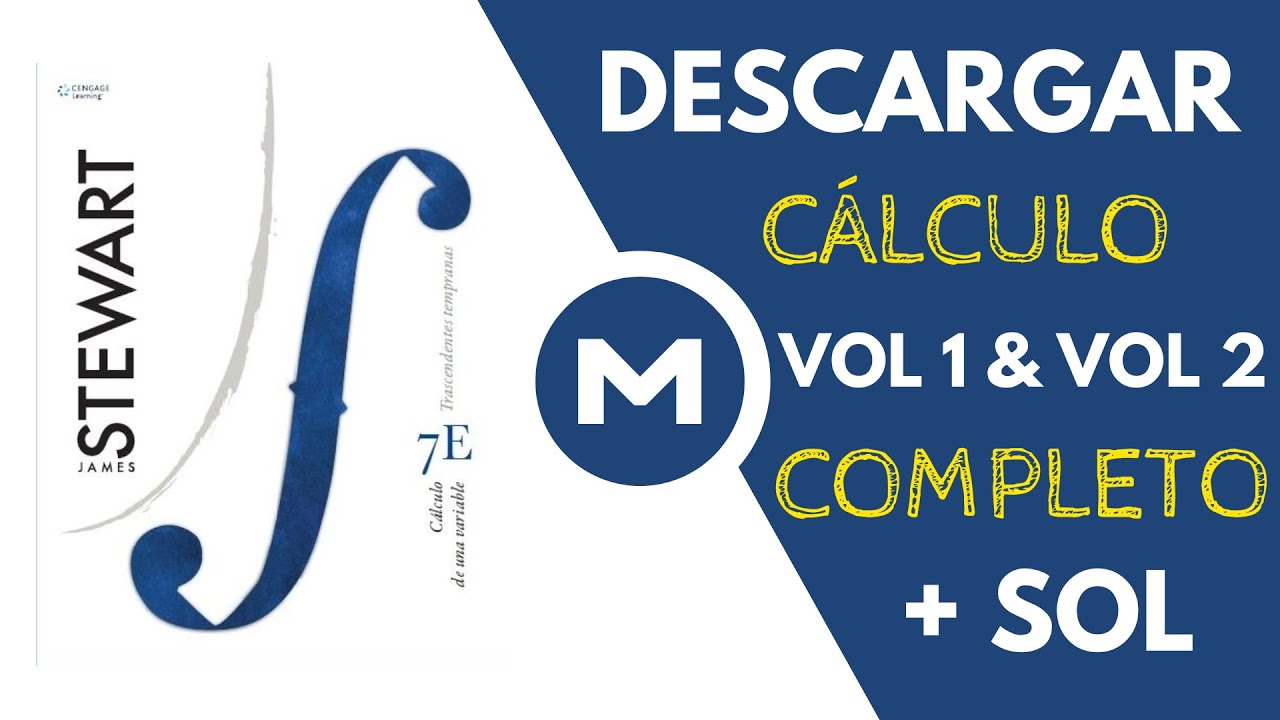 CENGAGE
Learning
STEWART
JAMES
7E
Cálculo
de una variable
Trascendentes tempranas
M
DESCARGAR
CÁLCULO
VOL 1 & VOL 2
COMPLETO
+ SOL